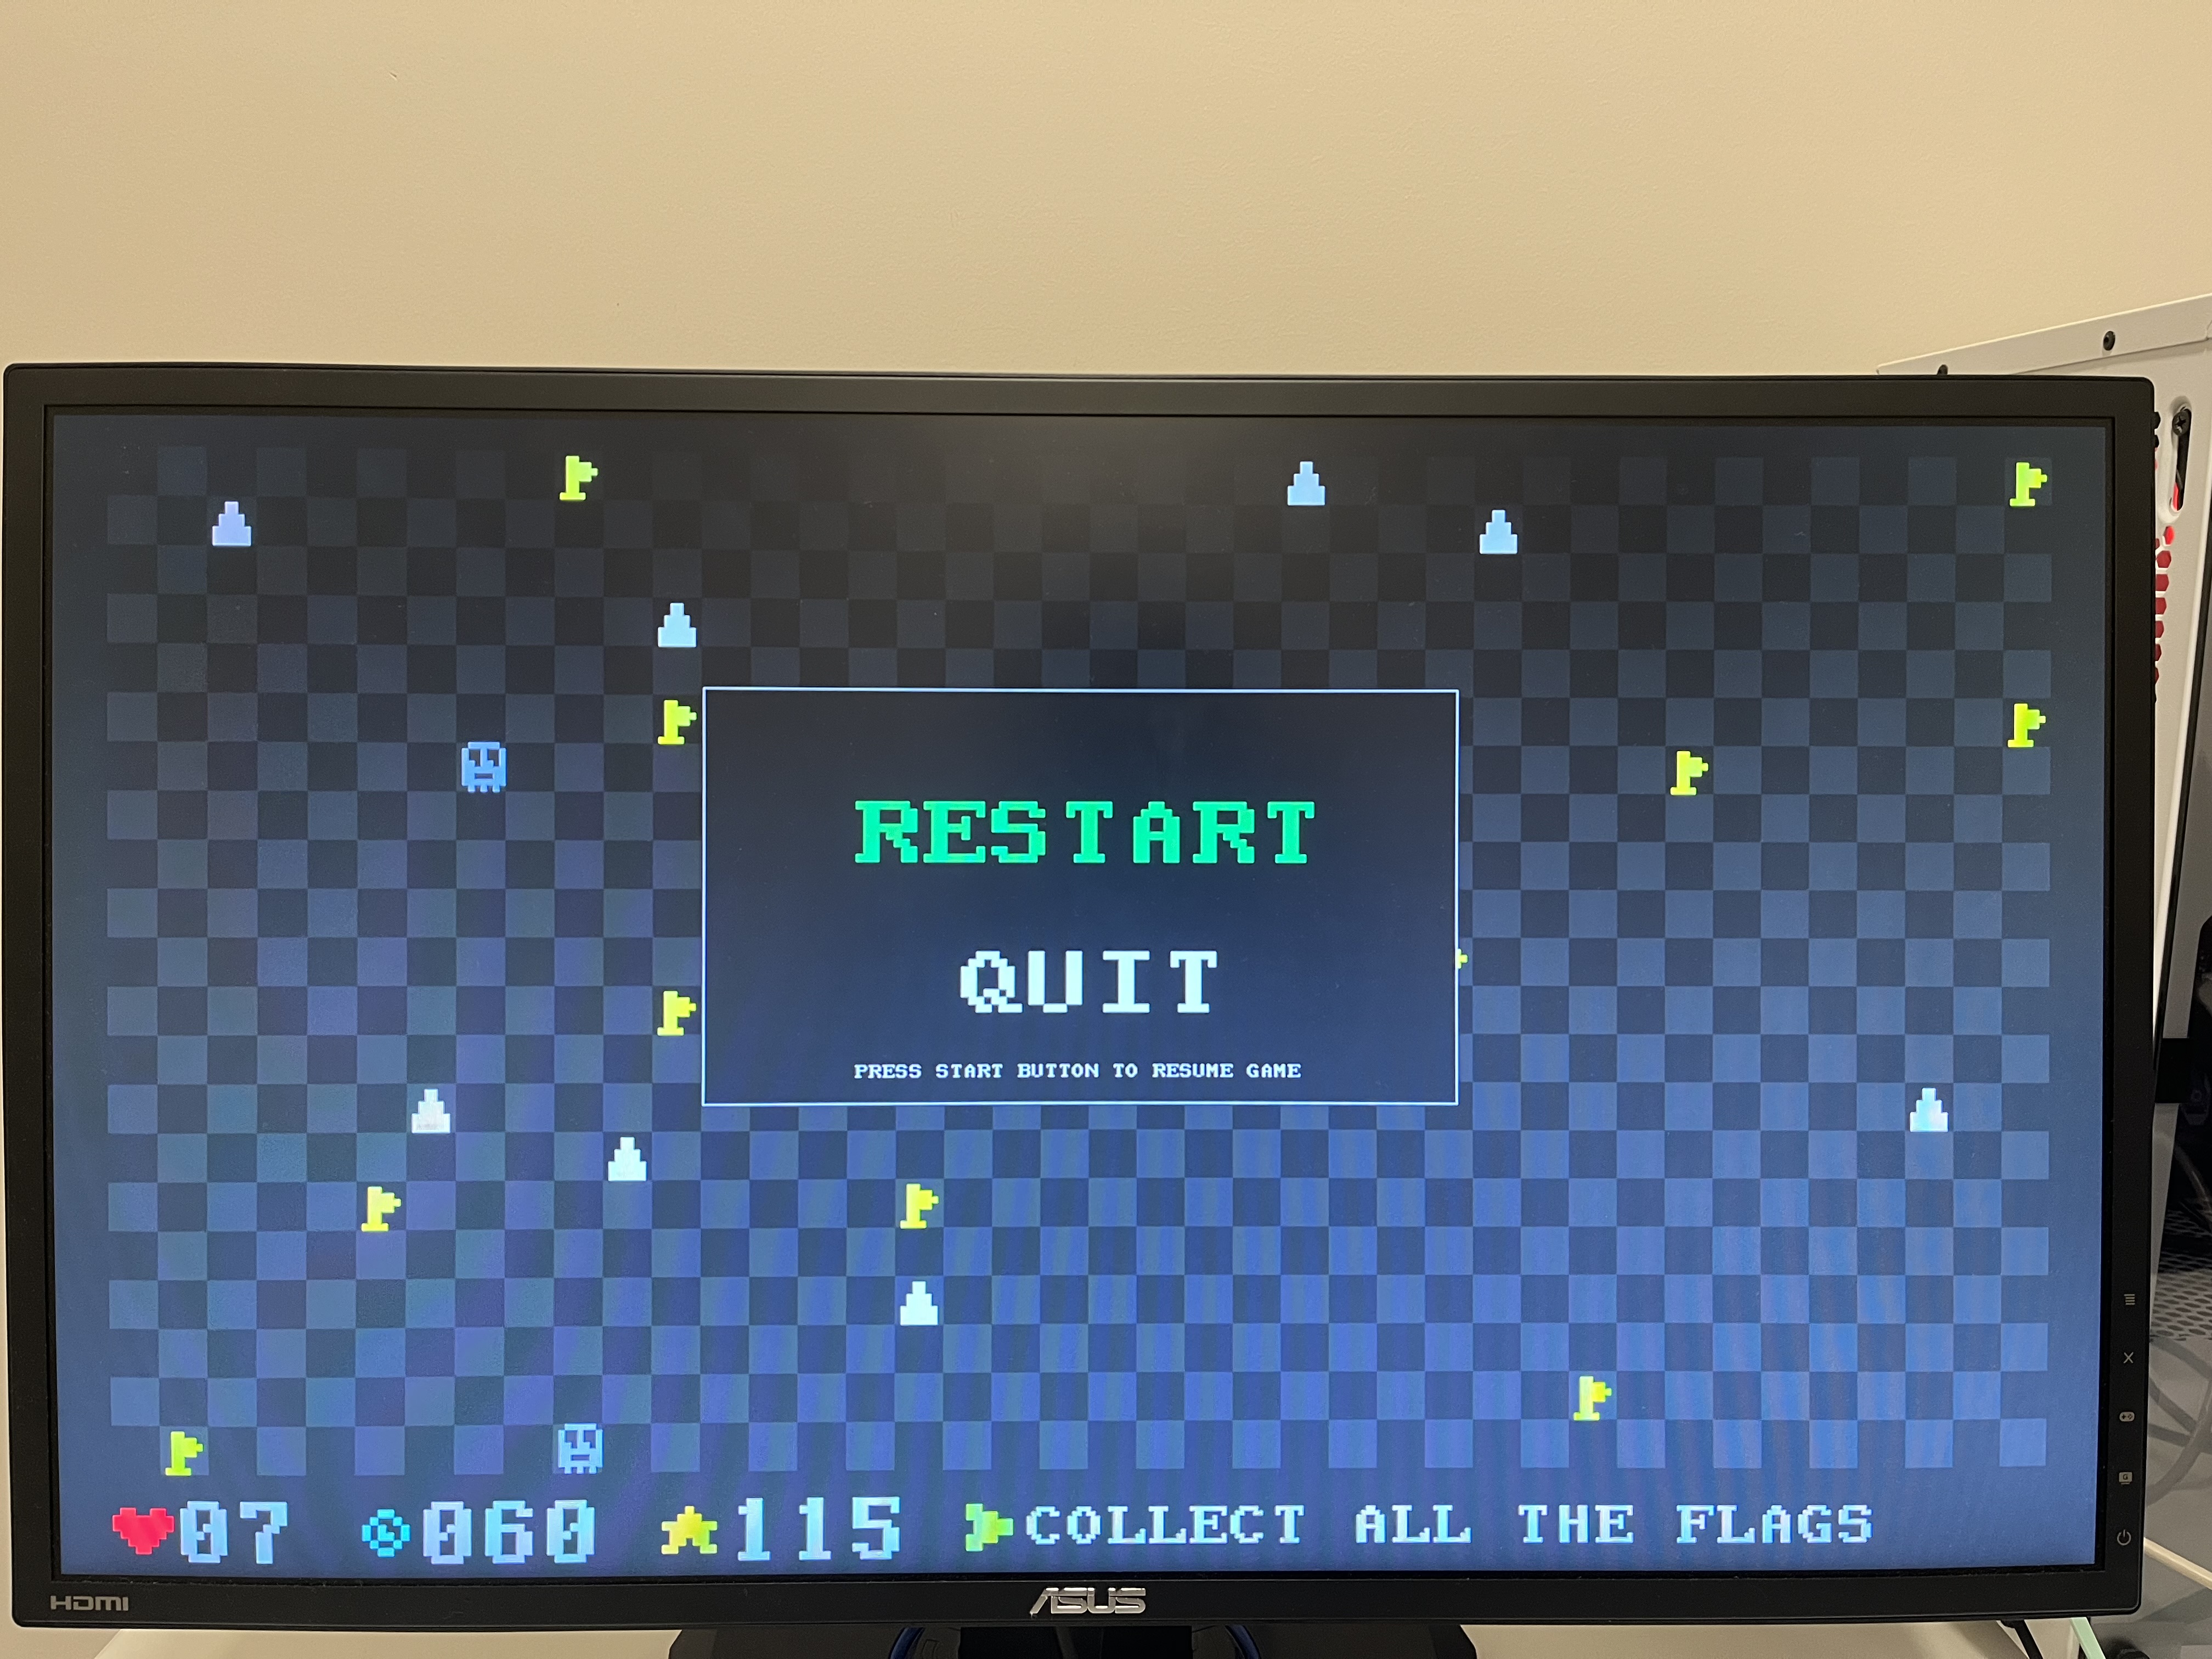 RESTART
QUIT
PRESS START BUTTON TO RESUME GAME
07 060 115 COLLECT ALL THE FLAGS
HDMI ASUS